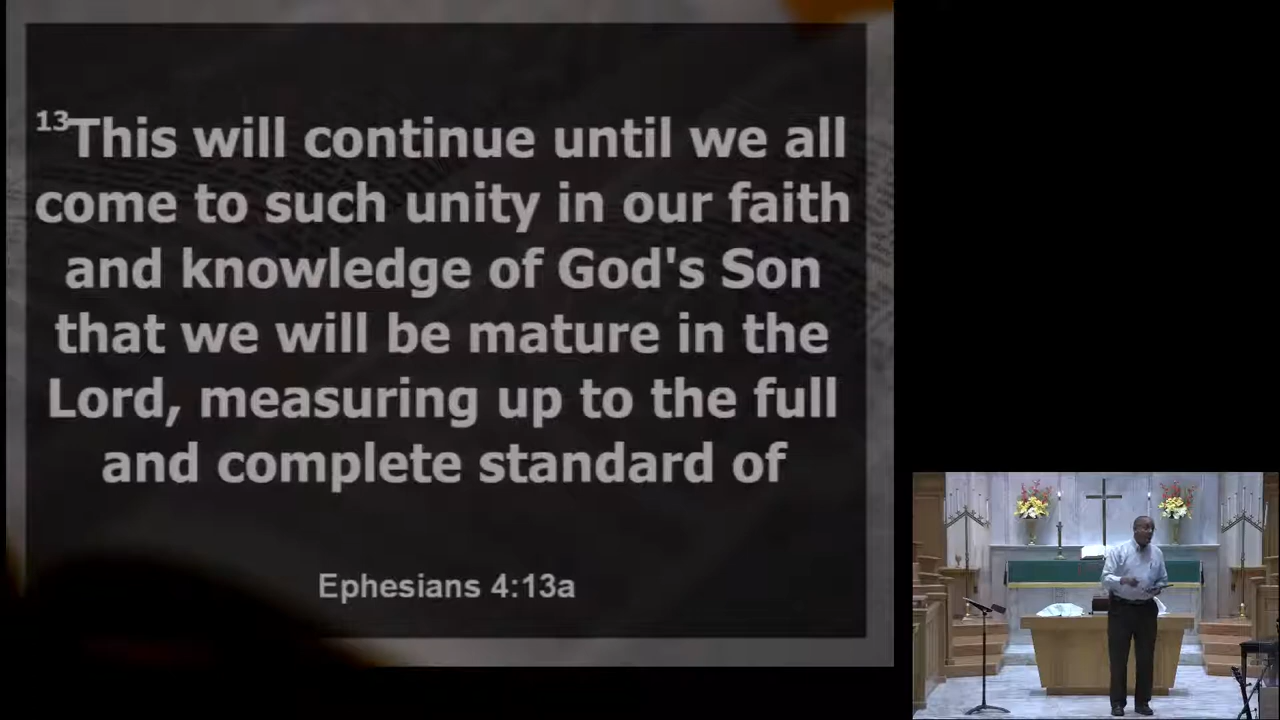 13This will continue until we all
come to such unity in our faith
and knowledge of God's Son
that we will be mature in the
Lord, measuring up to the full
and complete standard of
Ephesians 4:13a